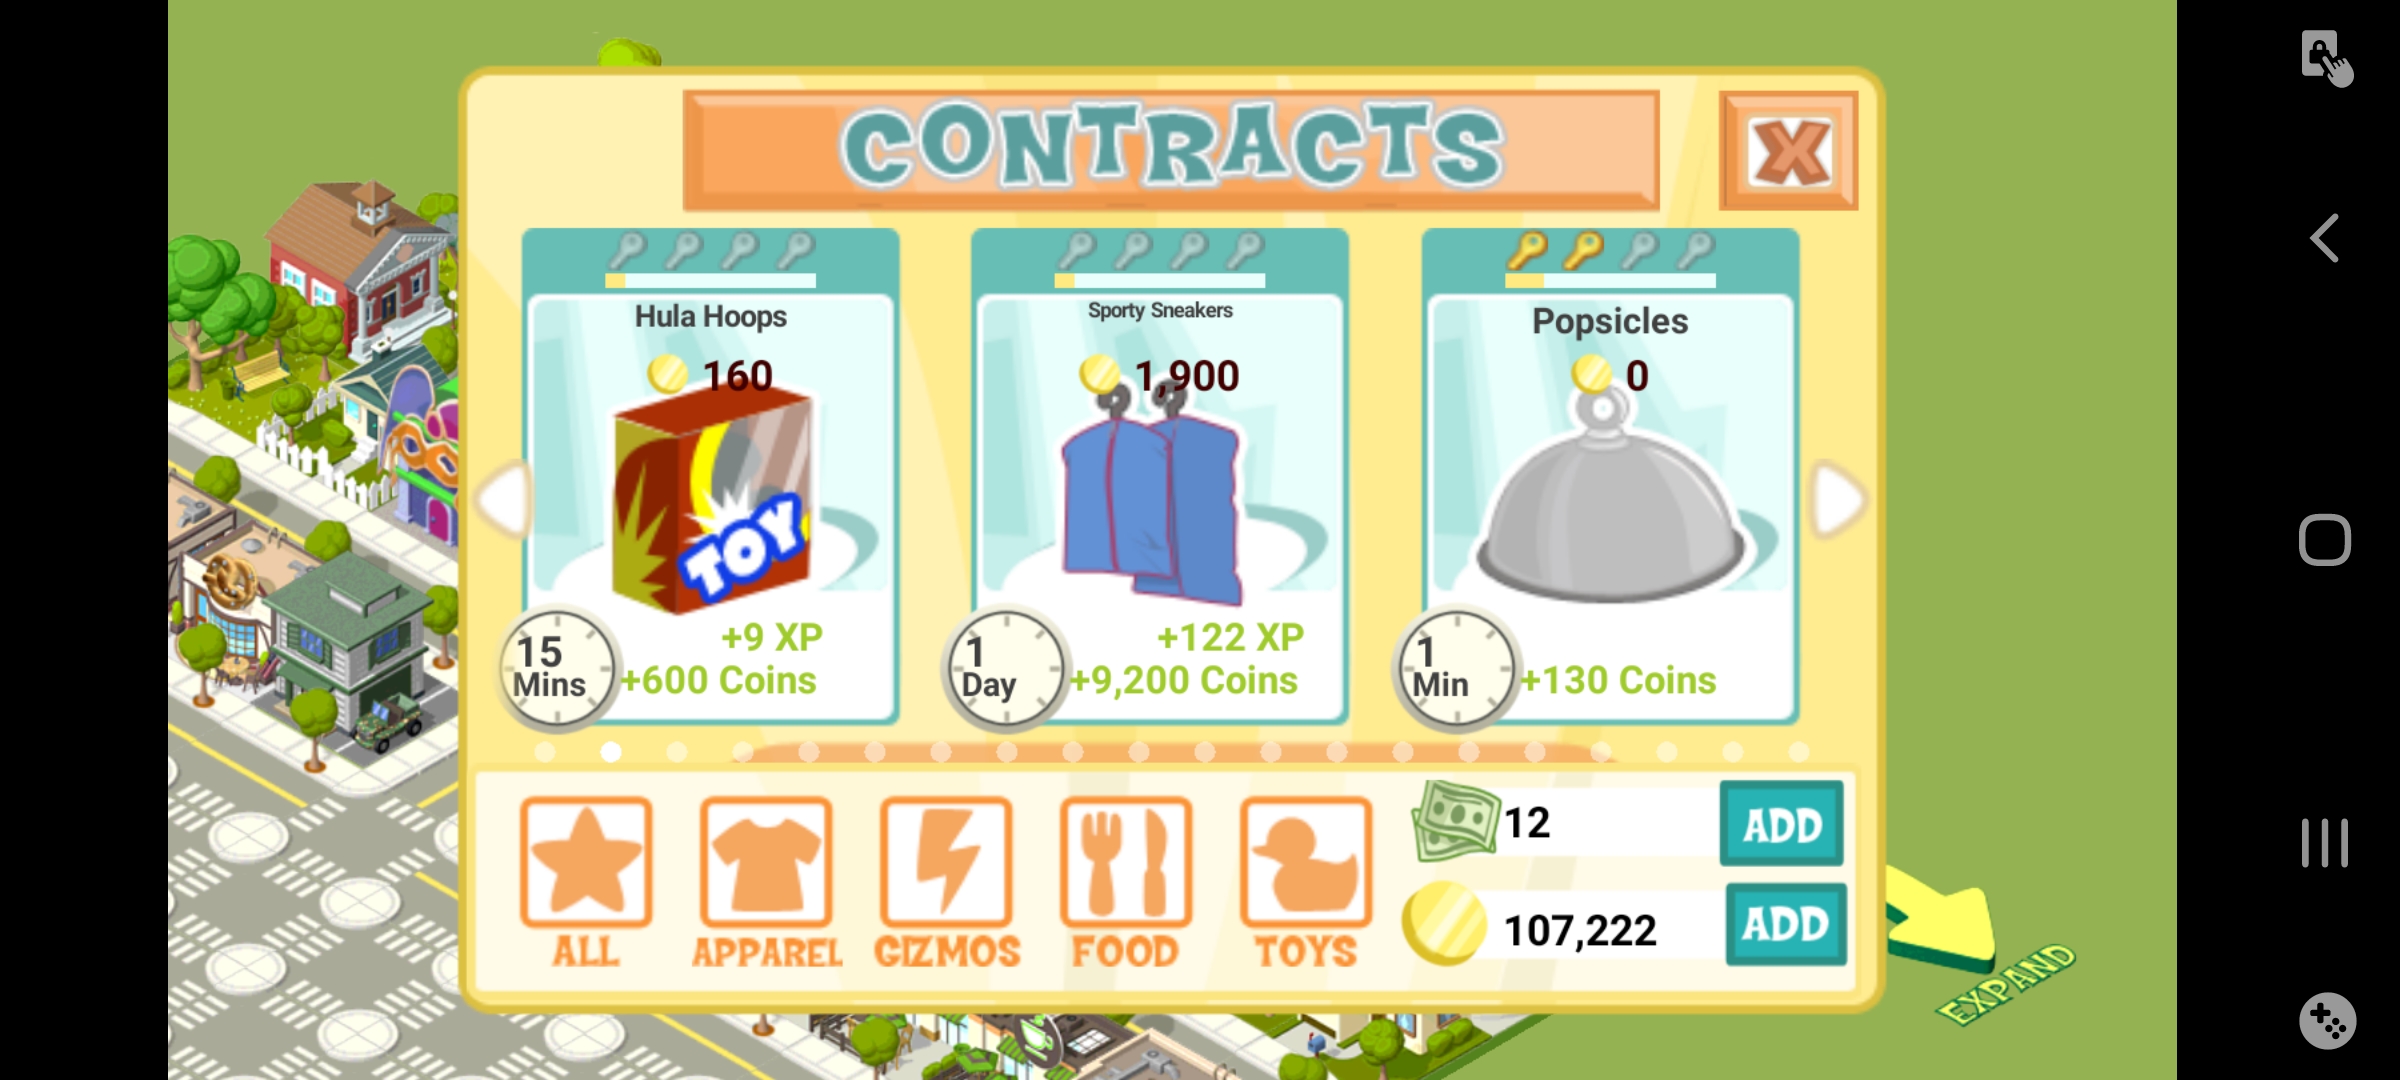 CONTRACTS
X
Hula Hoops
160
TOY
15
Mins
+9 XP
+600 Coins
Sporty Sneakers
1,900
1
Day
+122 XP
+9,200 Coins
Popsicles
0
1
Min
+130 Coins
ALL
APPAREL
GIZMOS
FOOD
TOYS
12
ADD
107,222
ADD
EXPAND